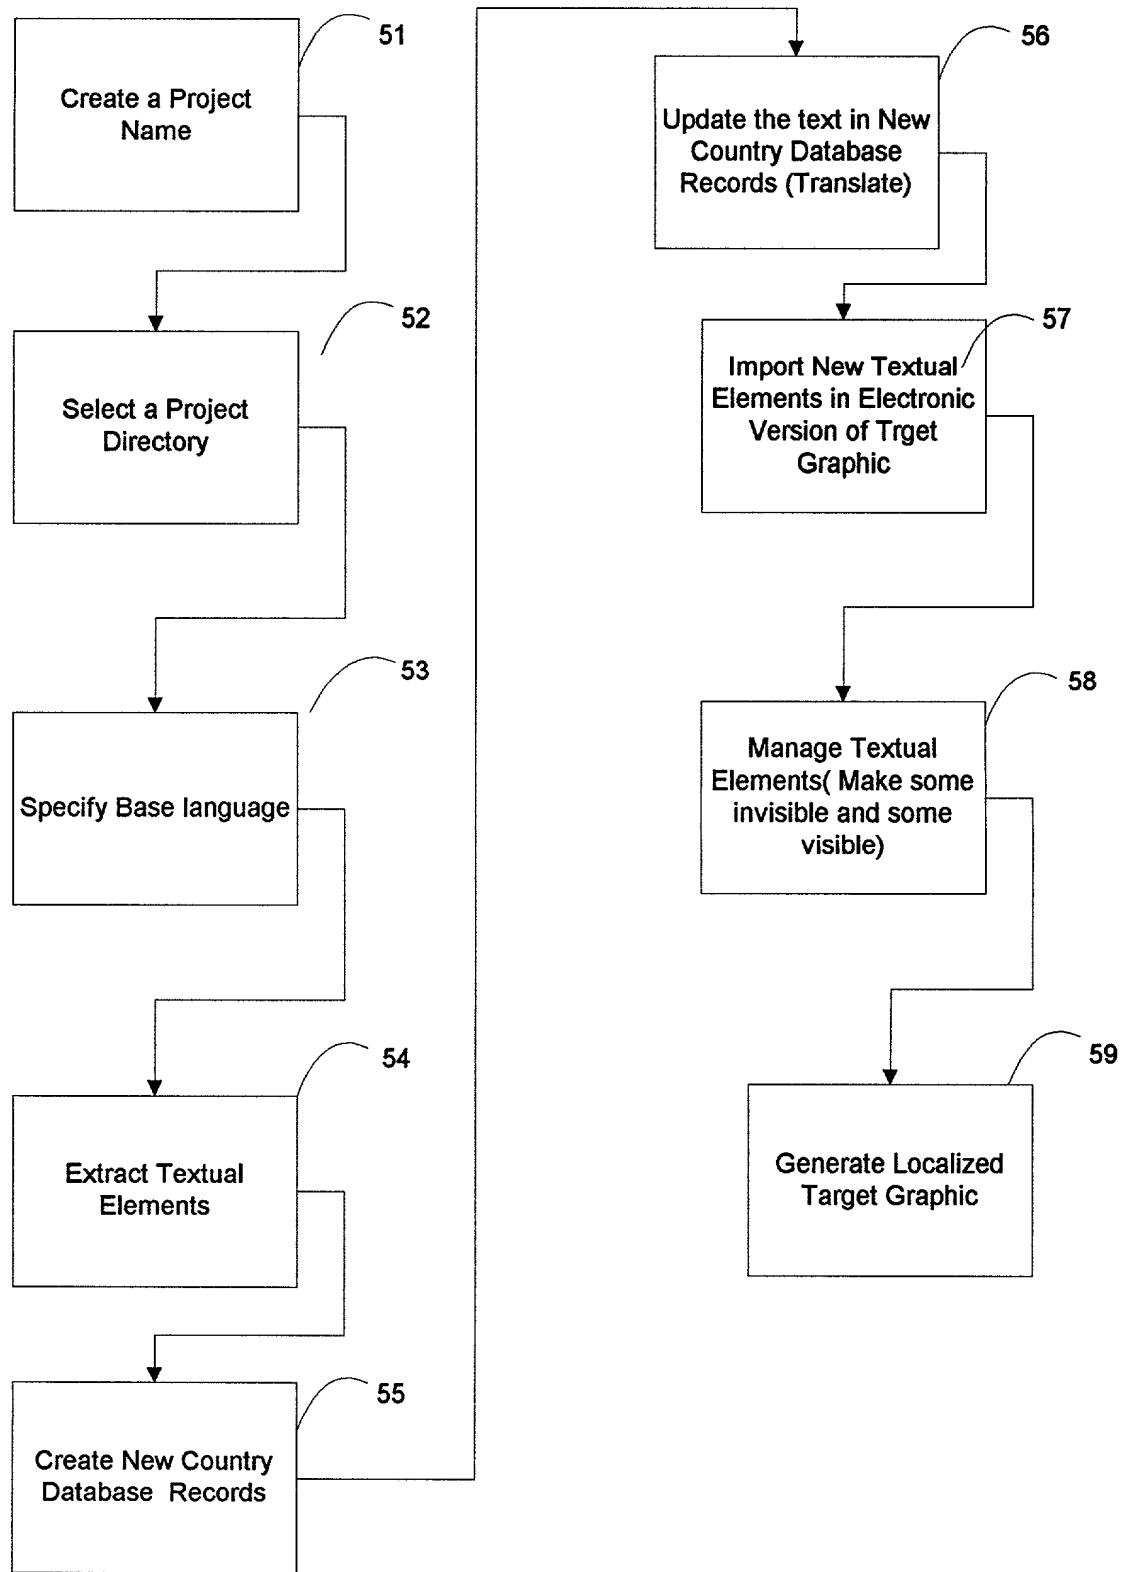 51
Create a Project
Name
52
Select a Project
Directory
53
Specify Base language
54
Extract Textual
Elements
55
Create New Country
Database Records
56
Update the text in New
Country Database
Records (Translate)
57
Import New Textual
Elements in Electronic
Version of Trget
Graphic
58
Manage Textual
Elements( Make some
invisible and some
visible)
59
Generate Localized
Target Graphic